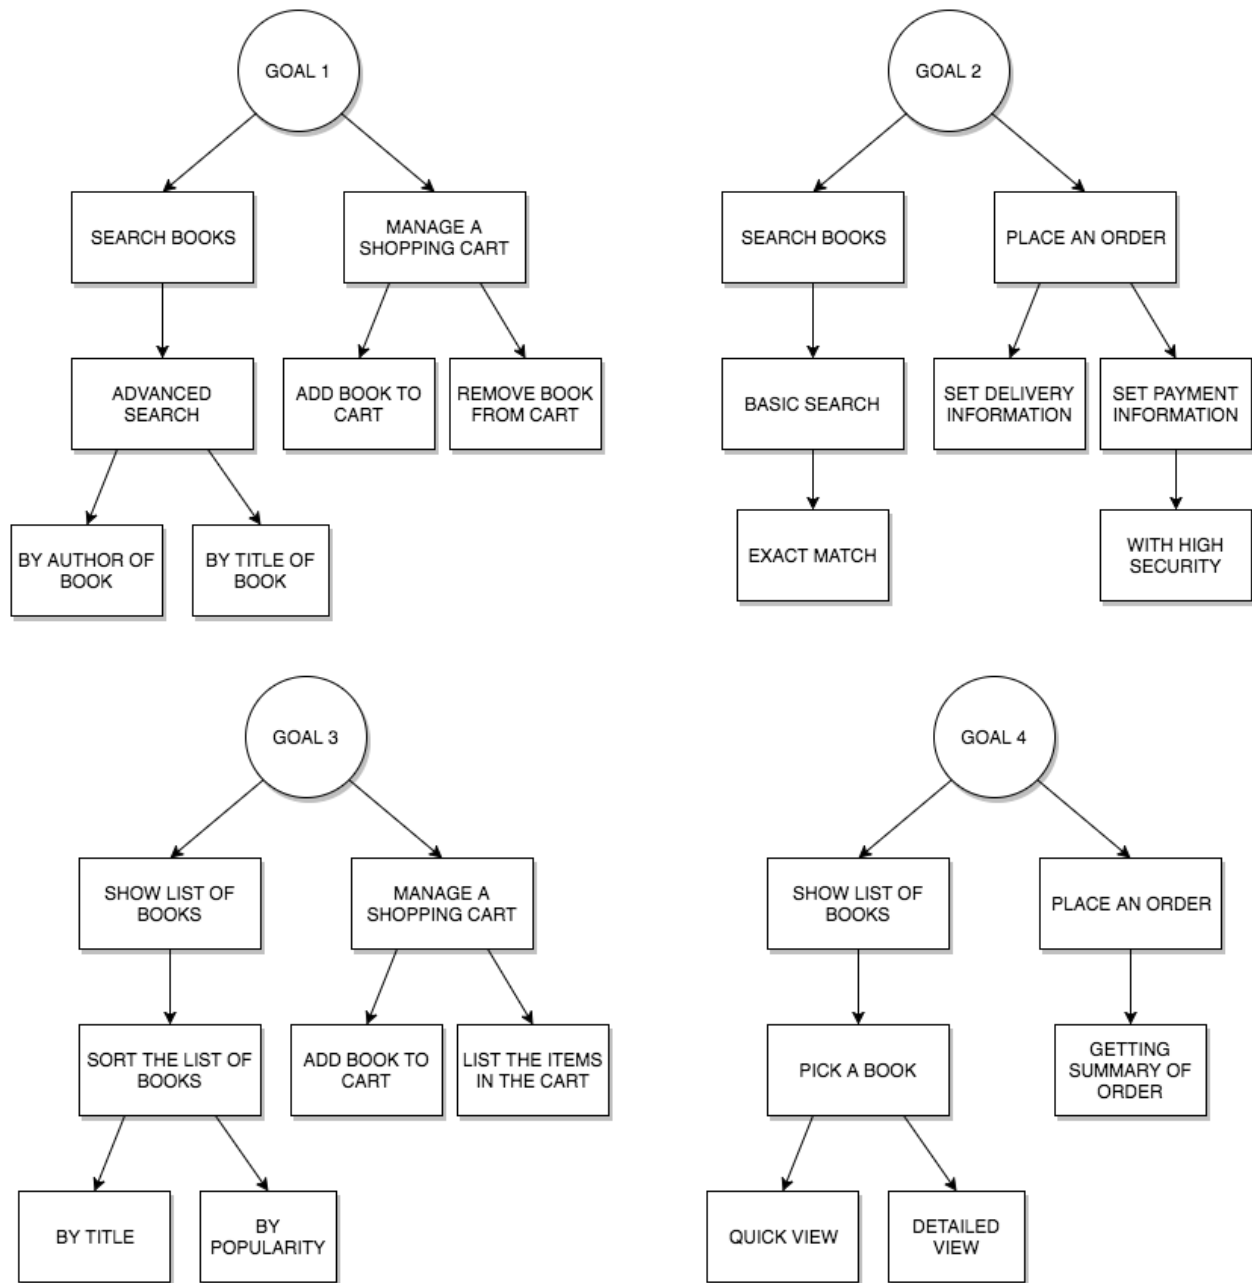 GOAL 1
SEARCH BOOKS
MANAGE A
SHOPPING CART
ADVANCED
SEARCH
ADD BOOK TO
CART
REMOVE BOOK
FROM CART
BY AUTHOR OF
BOOK
BY TITLE OF
BOOK
GOAL 2
SEARCH BOOKS
PLACE AN ORDER
BASIC SEARCH
SET DELIVERY
INFORMATION
SET PAYMENT
INFORMATION
EXACT MATCH
WITH HIGH
SECURITY
GOAL 3
SHOW LIST OF
BOOKS
MANAGE A
SHOPPING CART
SORT THE LIST OF
BOOKS
ADD BOOK TO
CART
LIST THE ITEMS
IN THE CART
BY TITLE
BY
POPULARITY
GOAL 4
SHOW LIST OF
BOOKS
PLACE AN ORDER
PICK A BOOK
GETTING
SUMMARY OF
ORDER
QUICK VIEW
DETAILED
VIEW